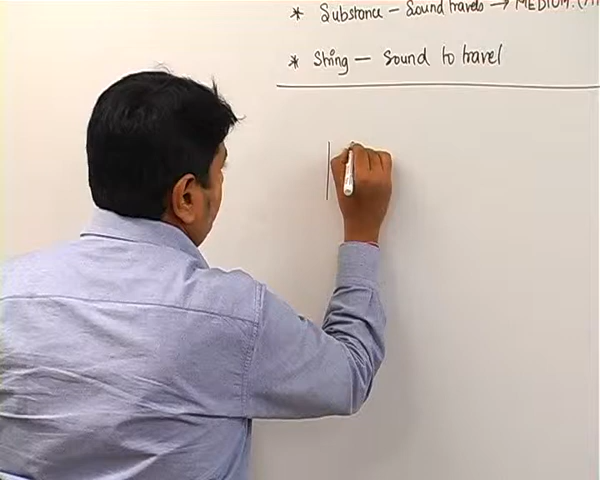 * Substance - Sound travels → MEDIUM.
* String - Sound to travel